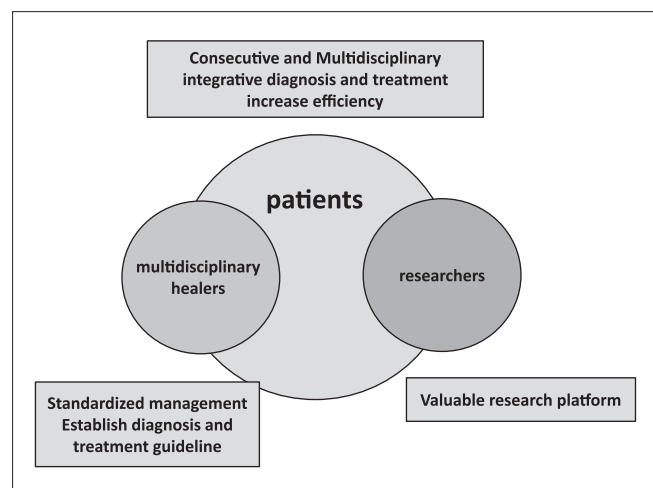 Consecutive and Multidisciplinary
integrative diagnosis and treatment
increase efficiency
patients
multidisciplinary
healers
researchers
Standardized management
Establish diagnosis and
treatment guideline
Valuable research platform